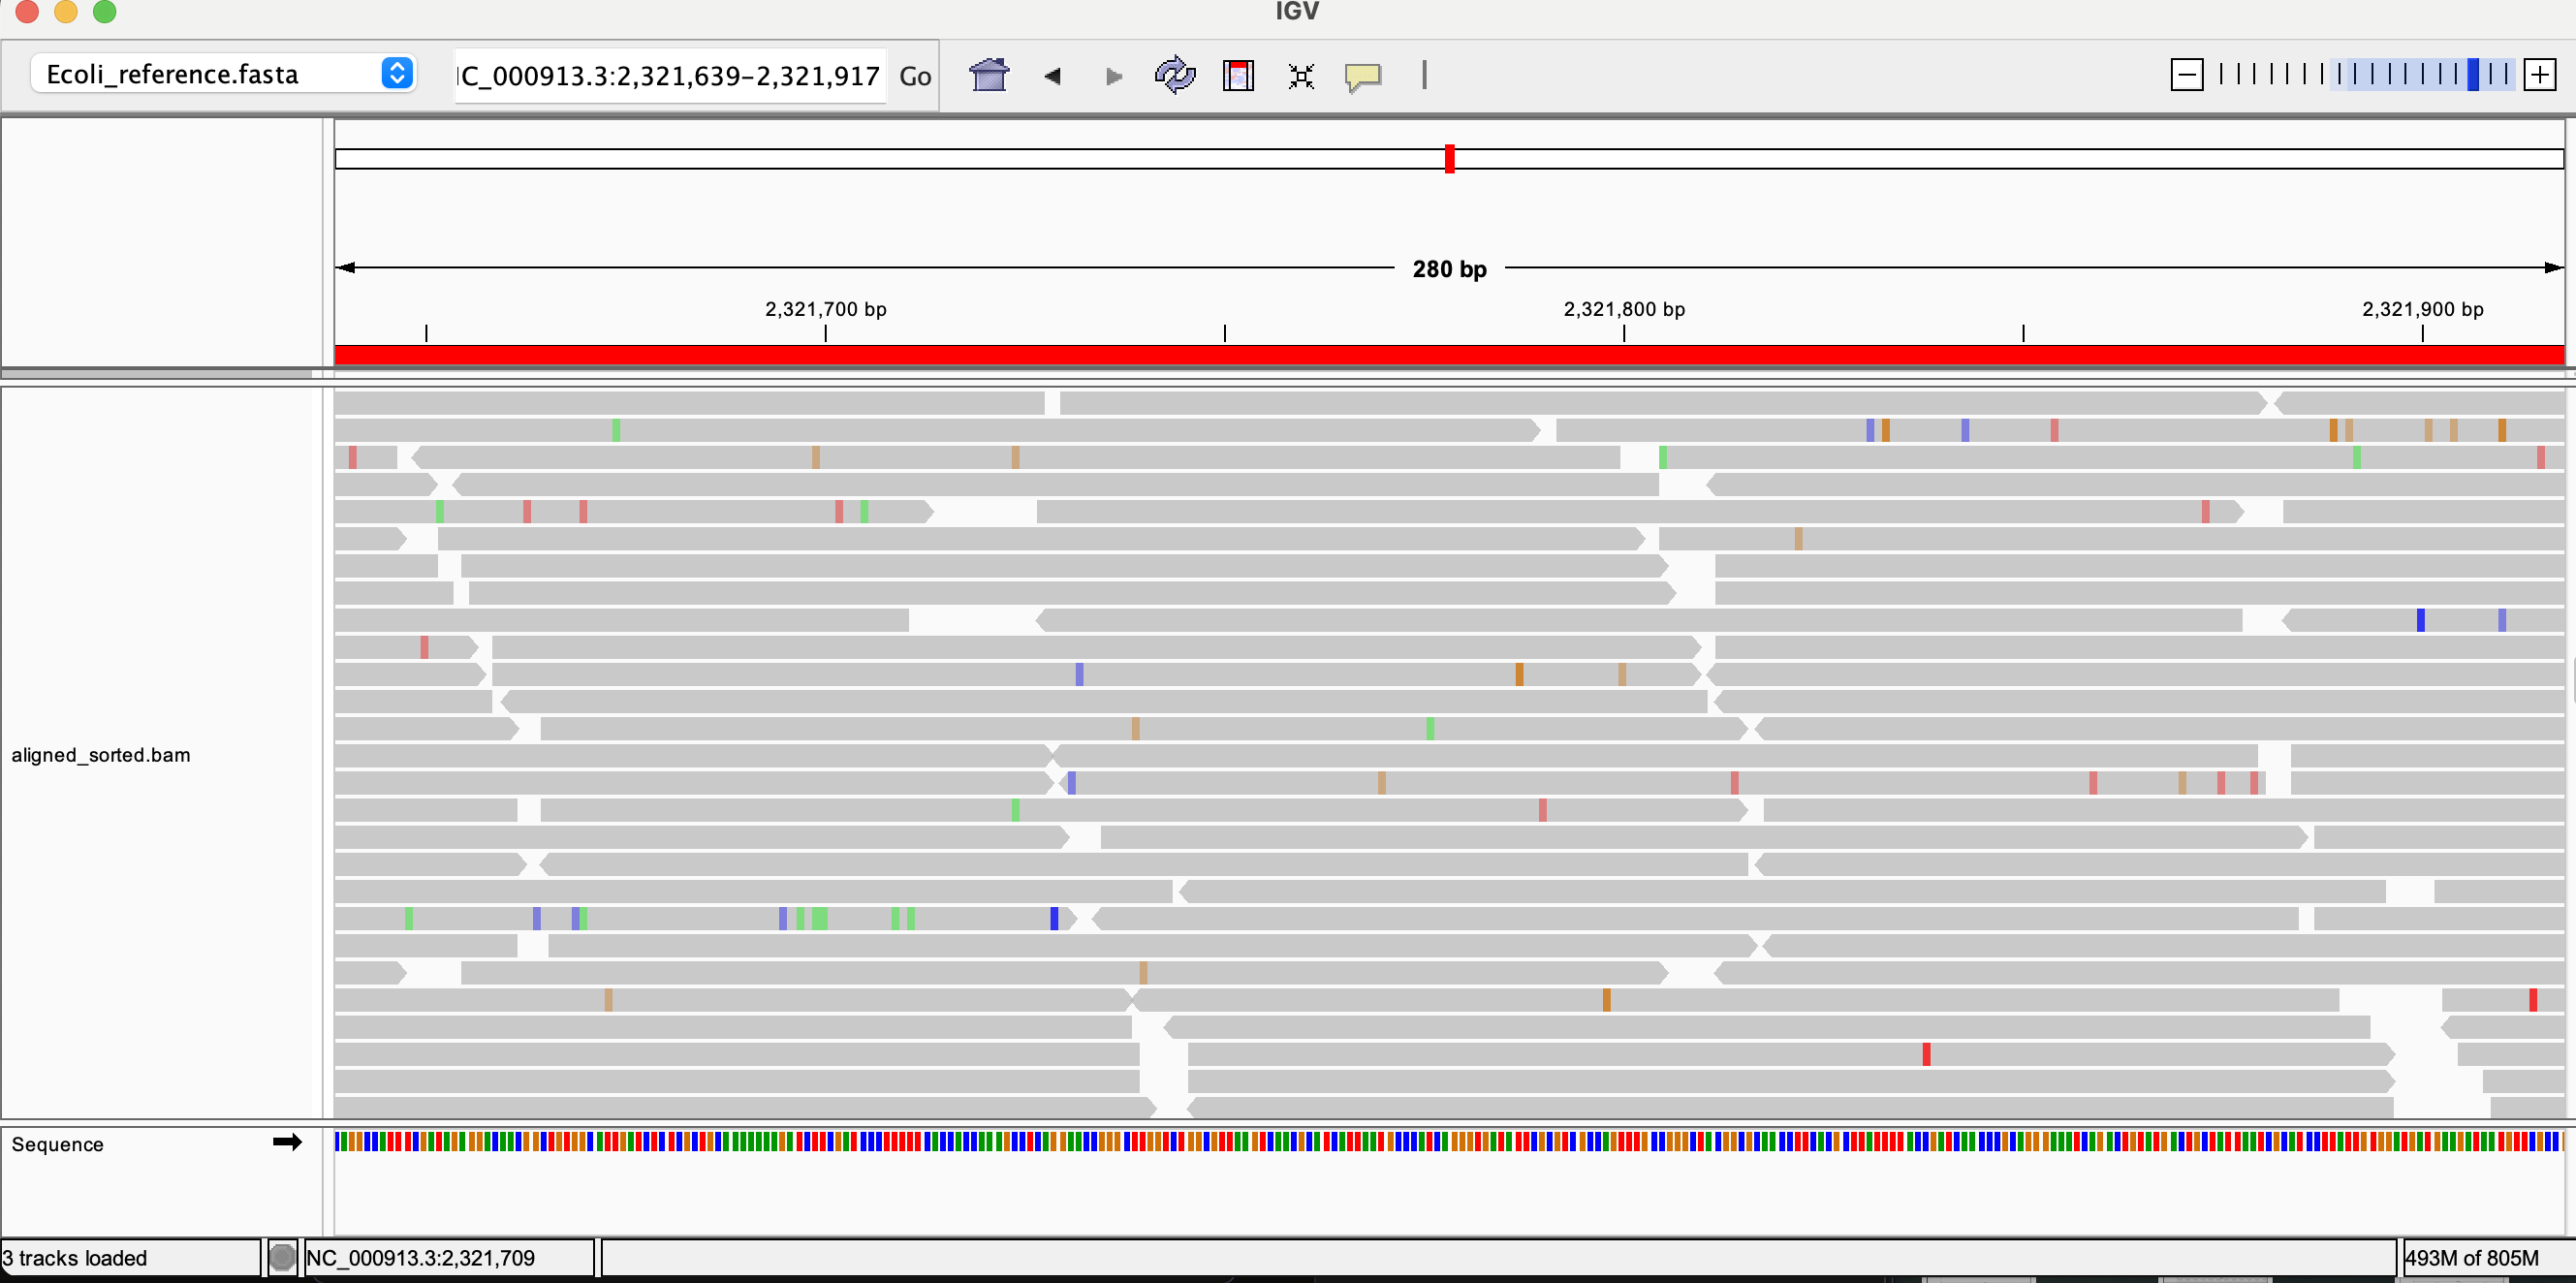 IGV
Ecoli_reference.fasta
IC_000913.3:2,321,639-2,321,917
Go
280 bp
2,321,700 bp
2,321,800 bp
2,321,900 bp
aligned_sorted.bam
Sequence
3 tracks loaded
NC_000913.3:2,321,709
493M of 805M